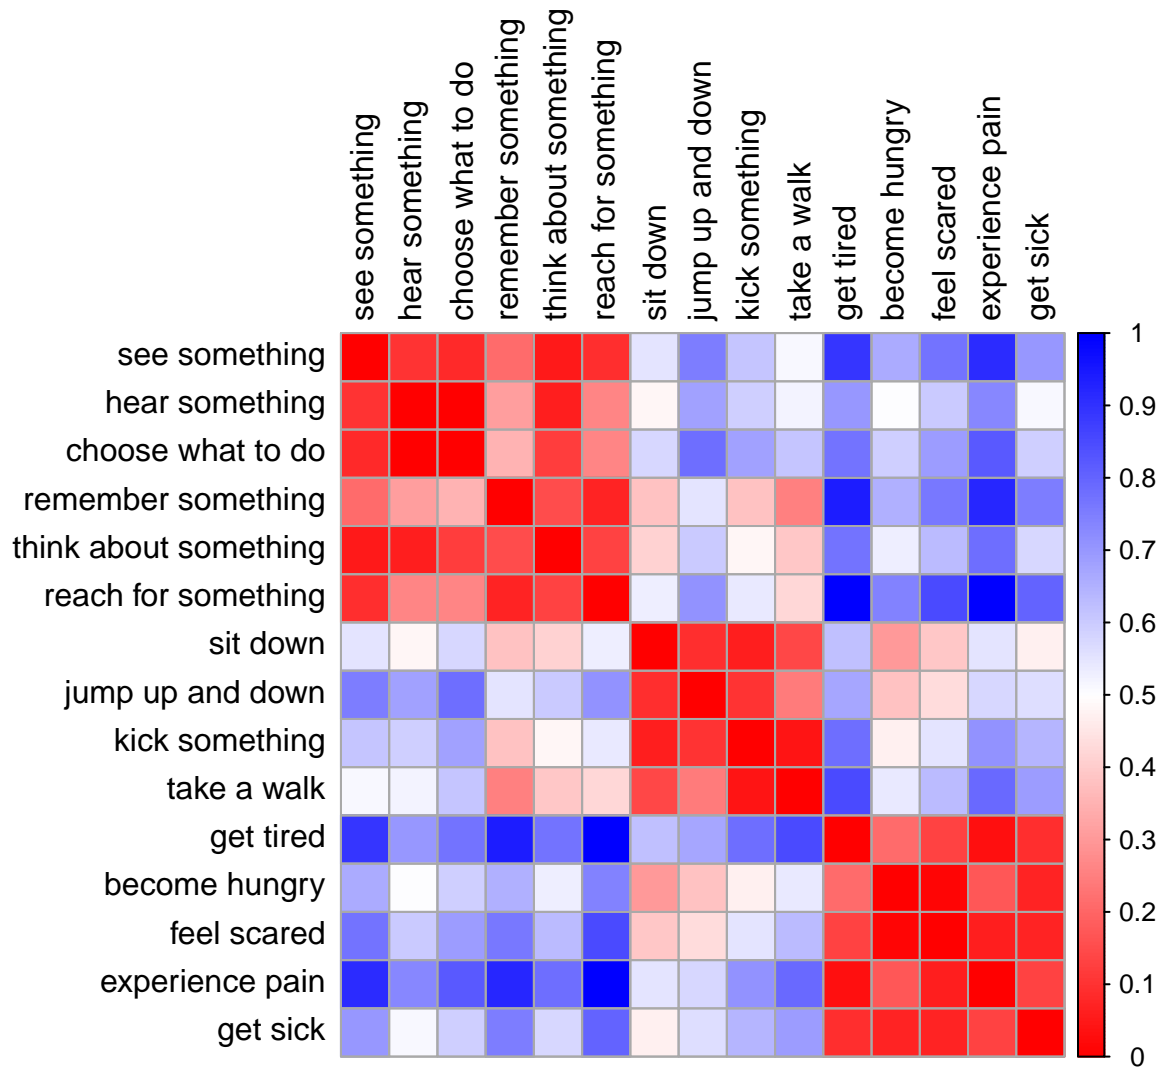 see something
hear something
choose what to do
remember something
think about something
reach for something
sit down
jump up and down
kick something
take a walk
get tired
become hungry
feel scared
experience pain
get sick
see something
hear something
choose what to do
remember something
think about something
reach for something
sit down
jump up and down
kick something
take a walk
get tired
become hungry
feel scared
experience pain
get sick
1
0.9
0.8
0.7
0.6
0.5
0.4
0.3
0.2
0.1
0